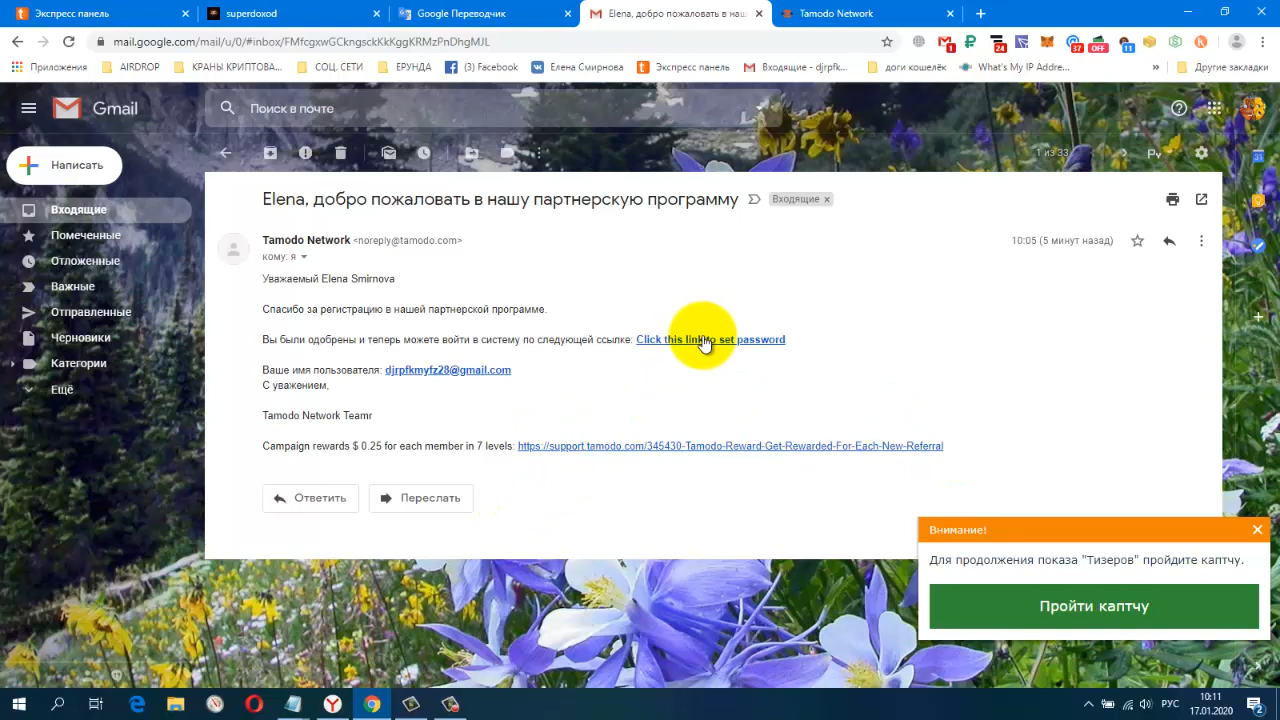 Экспресс панель
superdoxod
Google Переводчик
Elena, добро пожаловать в нашу
Tamodo Network
mail.google.com/mail/u/0/#inbox/FMfcgxwGCkngsckKkKggKRMzPnDhgMJL
1
24
37
OFF
11
Приложения
AIRDROP
КРАНЫ КРИПТОВА...
СОЦ. СЕТИ
ЕРУНДА
(3) Facebook
Елена Смирнова
Экспресс панель
Входящие - djrpfk...
доги кошелёк
What's My IP Addre...
»
Другие закладки
Gmail
Поиск в почте
Написать
1 из 33
Входящие
Помеченные
Отложенные
Важные
Отправленные
Черновики
Категории
Ещё
Elena, добро пожаловать в нашу партнерскую программу
Входящие ×
Tamodo Network <noreply@tamodo.com>
10:05 (5 минут назад)
кому: я
Уважаемый Elena Smirnova
Спасибо за регистрацию в нашей партнерской программе.
Вы были одобрены и теперь можете войти в систему по следующей ссылке: Click this link to set password
Ваше имя пользователя: djrpfkmyfz28@gmail.com
С уважением,
Tamodo Network Teamr
Campaign rewards $ 0.25 for each member in 7 levels: https://support.tamodo.com/345430-Tamodo-Reward-Get-Rewarded-For-Each-New-Referral
Ответить
Переслать
Внимание!
Для продолжения показа "Тизеров" пройдите каптчу.
Пройти каптчу
РУС
10:11
17.01.2020
2